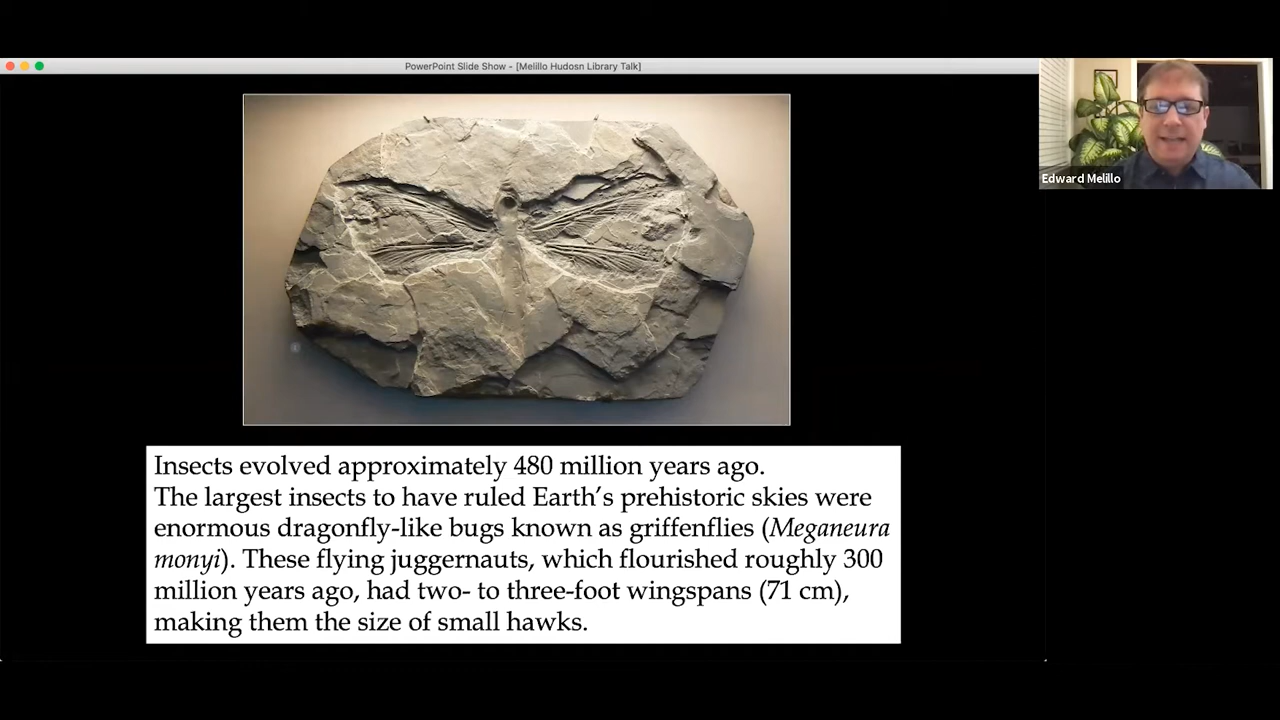 PowerPoint Slide Show - [Melillo Hudosn Library Talk]
Edward Melillo
Insects evolved approximately 480 million years ago.
The largest insects to have ruled Earth's prehistoric skies were
enormous dragonfly-like bugs known as griffenflies (Meganeura
monyi). These flying juggernauts, which flourished roughly 300
million years ago, had two- to three-foot wingspans (71 cm),
making them the size of small hawks.